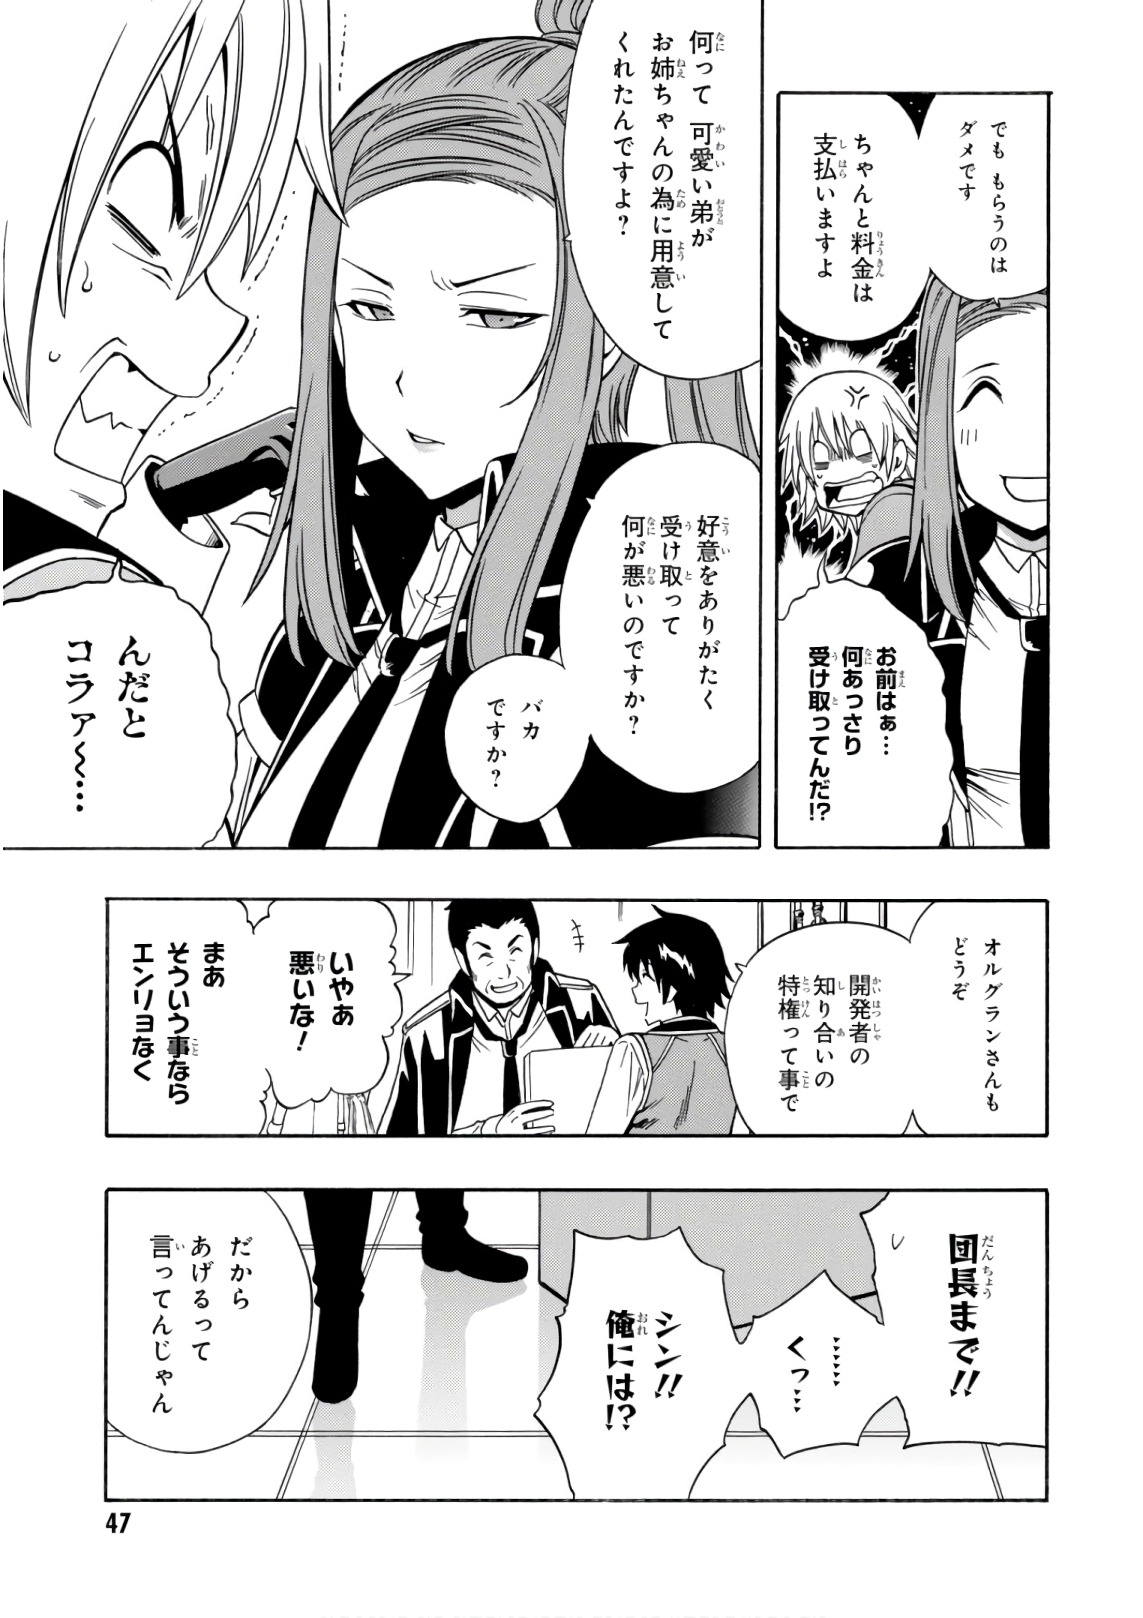 でも もらうのは
ダメです
ちゃんと料金は
支払いますよ
お前はぁ…
何あっさり
受け取ってんだ!?
何って 可愛い弟が
お姉ちゃんの為に用意して
くれたんですよ?
好意をありがたく
受け取って
何が悪いのですか?
バカ
ですか?
んだと
コラァ〜……
オルグランさんも
どうぞ
開発者の
知り合いの
特権って事で
いやあ
悪いな!
まあ
そういう事なら
エンリョなく
団長まで!!
……
くっ…
シン!!
俺には!?
だから
あげるって
言ってんじゃん
47